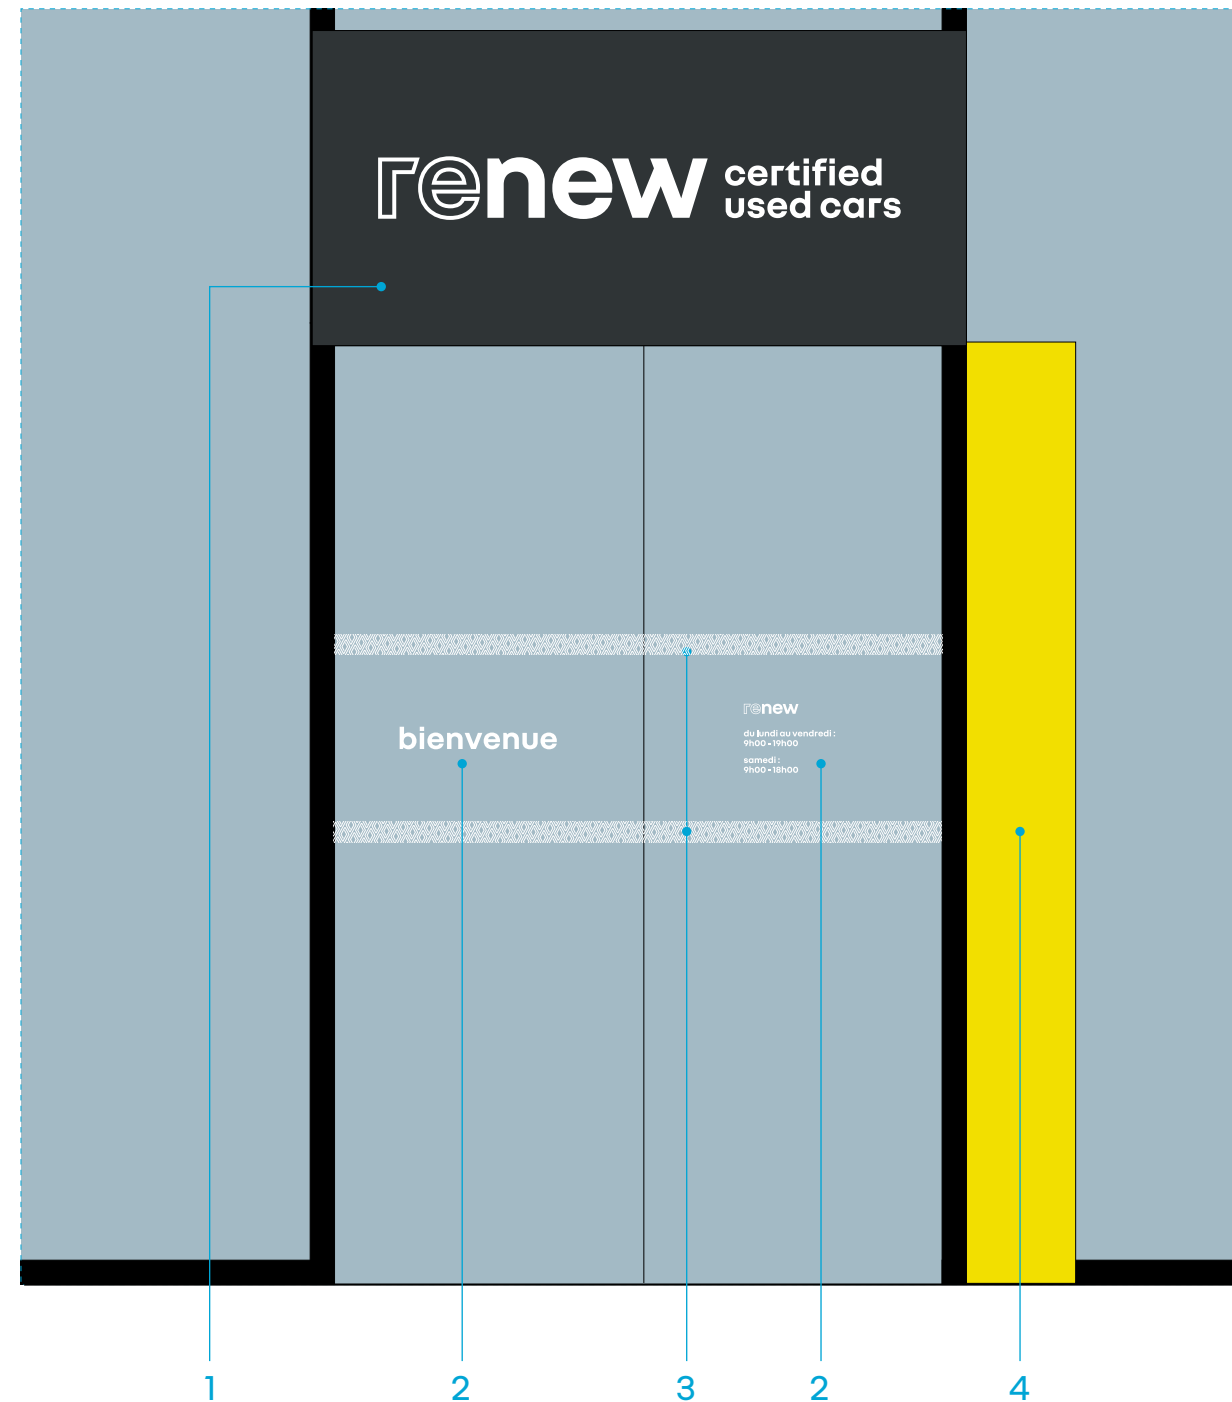 renew certified
used cars
bienvenue
renew
du lundi au vendredi :
9h00 - 19h00
samedi :
9h00 - 18h00
1 2 3 2 4